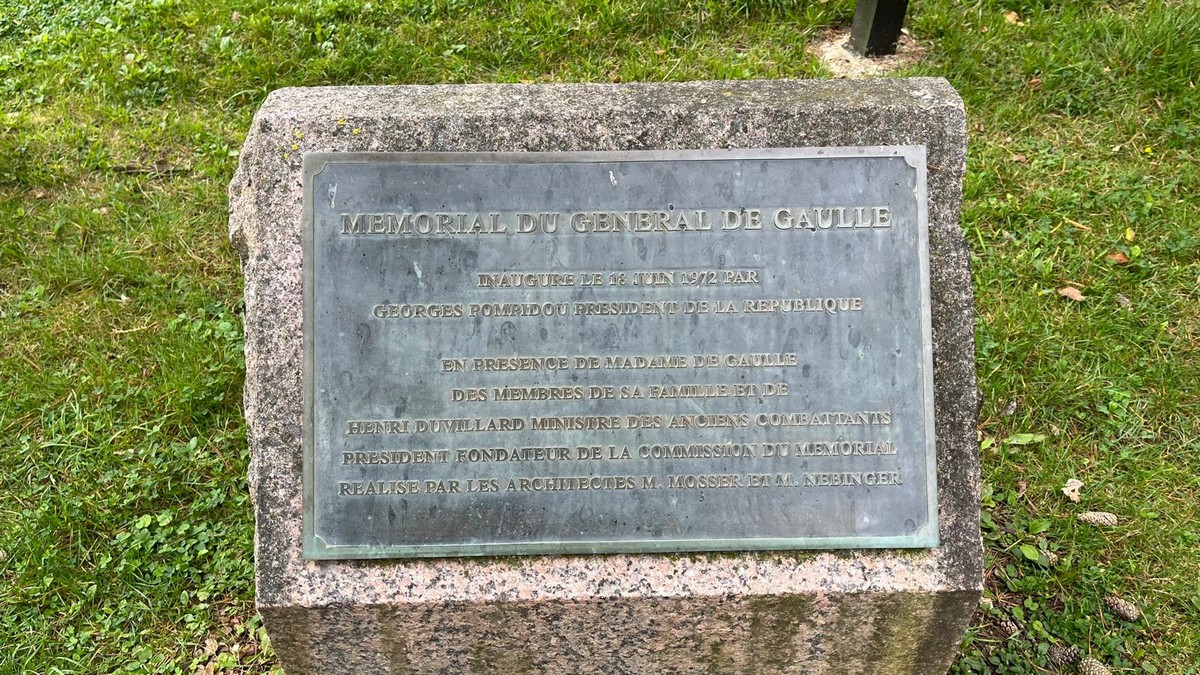 MEMORIAL DU GENERAL DE GAULLE
INAUGURE LE 18 JUIN 1972 PAR
GEORGES POMPIDOU PRESIDENT DE LA REPUBLIQUE
EN PRESENCE DE MADAME DE GAULLE
DES MEMBRES DE SA FAMILLE ET DE
HENRI DUVILLARD MINISTRE DES ANCIENS COMBATTANTS
PRESIDENT FONDATEUR DE LA COMMISSION DU MEMORIAL
REALISE PAR LES ARCHITECTES M. MOSSER ET M. NEBINGER